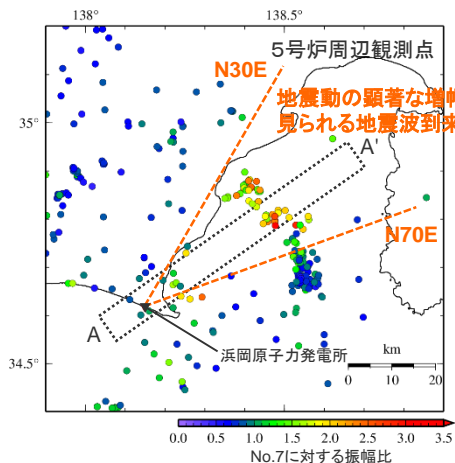 138° 138.5°
5号炉周辺観測点
N30E
地震動の顕著な増幅
見られる地震波到来
35°
A'
N70E
A
浜岡原子力発電所
km
34.5°
0 10 20
0.0 0.5 1.0 1.5 2.0 2.5 3.0 3.5
No.7に対する振幅比